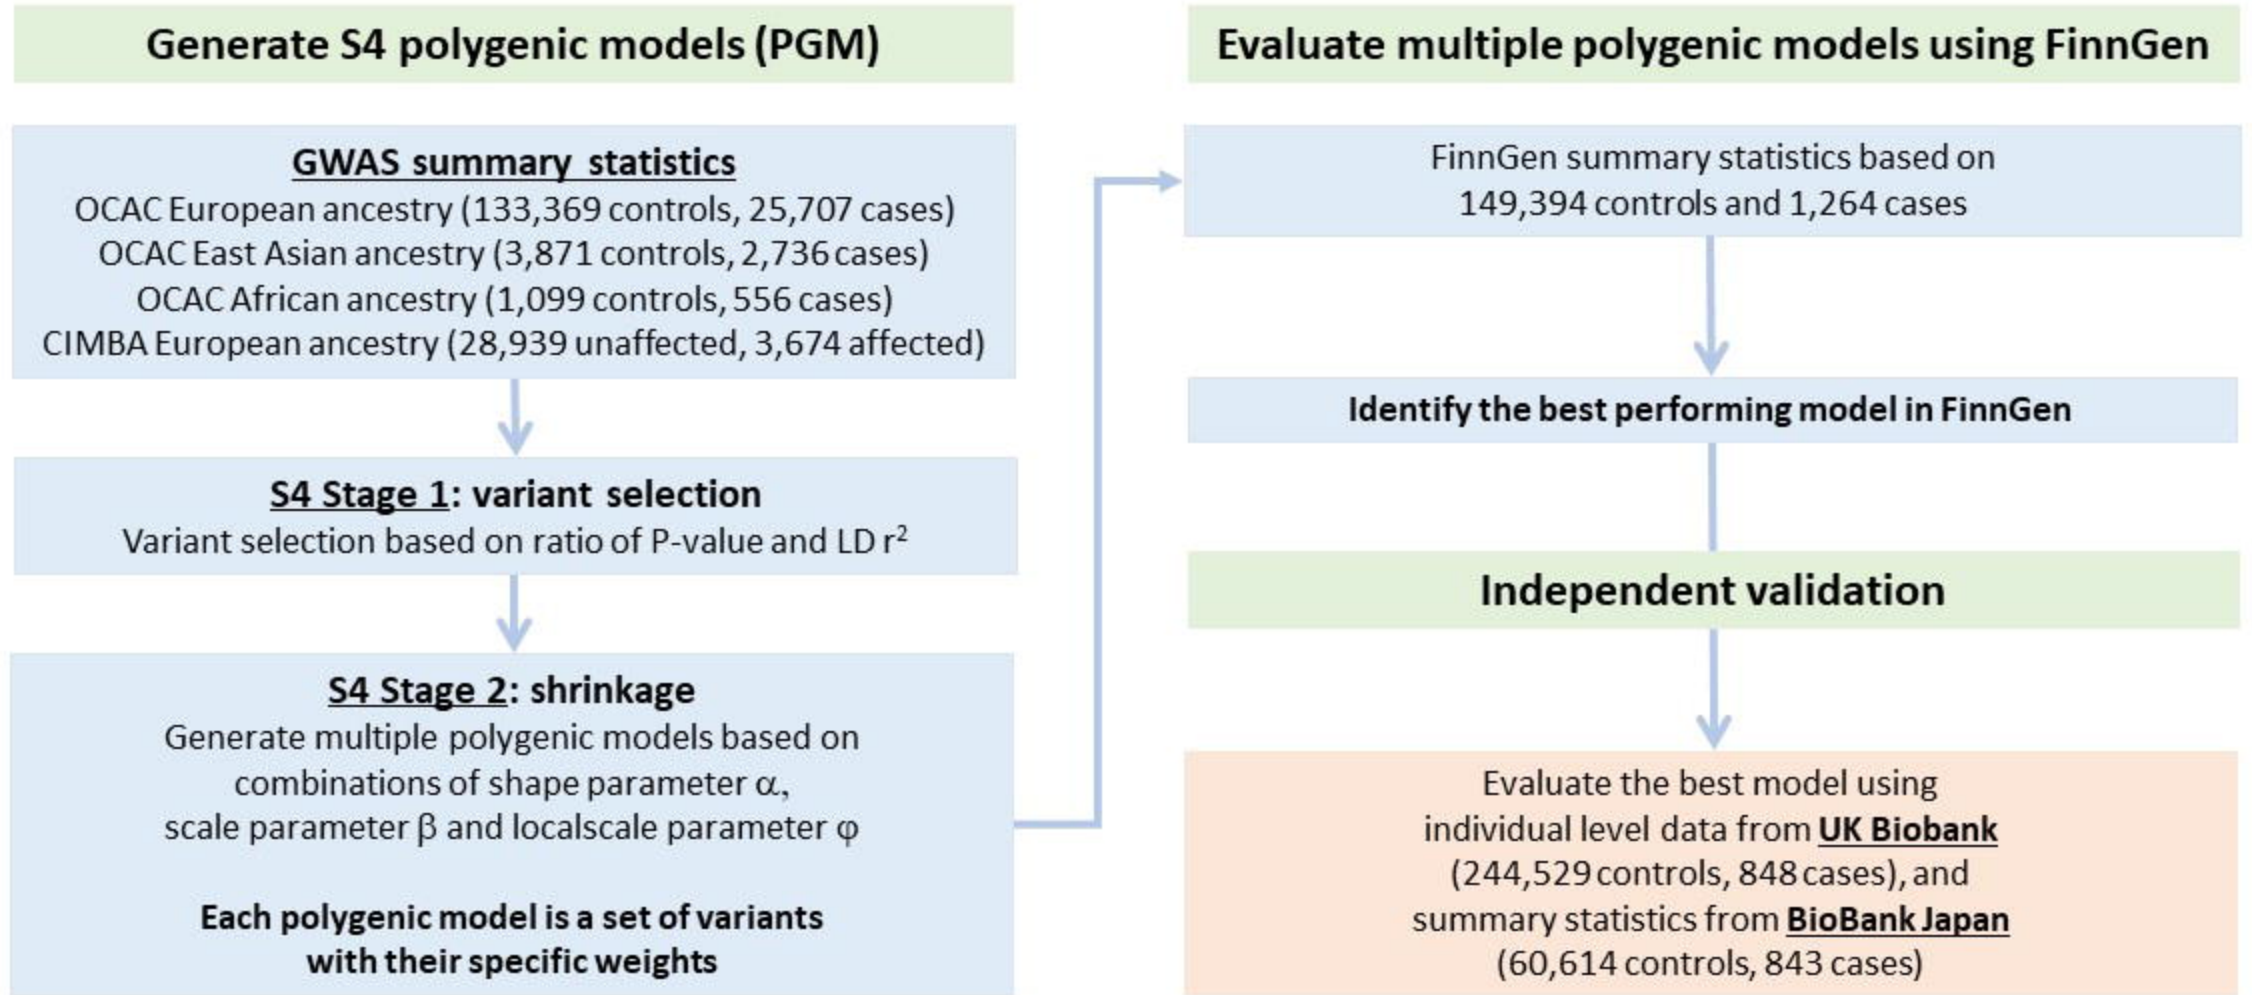 Generate S4 polygenic models (PGM)
GWAS summary statistics
OCAC European ancestry (133,369 controls, 25,707 cases)
OCAC East Asian ancestry (3,871 controls, 2,736 cases)
OCAC African ancestry (1,099 controls, 556 cases)
CIMBA European ancestry (28,939 unaffected, 3,674 affected)
S4 Stage 1: variant selection
Variant selection based on ratio of P-value and LD r²
S4 Stage 2: shrinkage
Generate multiple polygenic models based on
combinations of shape parameter α,
scale parameter β and localscale parameter φ
Each polygenic model is a set of variants
with their specific weights
Evaluate multiple polygenic models using FinnGen
FinnGen summary statistics based on
149,394 controls and 1,264 cases
Identify the best performing model in FinnGen
Independent validation
Evaluate the best model using
individual level data from UK Biobank
(244,529 controls, 848 cases), and
summary statistics from BioBank Japan
(60,614 controls, 843 cases)